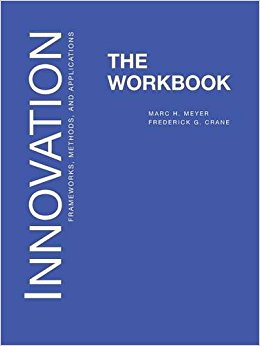 INNOVATION
FRAMEWORKS, METHODS, AND APPLICATIONS
THE
WORKBOOK
MARC H. MEYER
FREDERICK G. CRANE